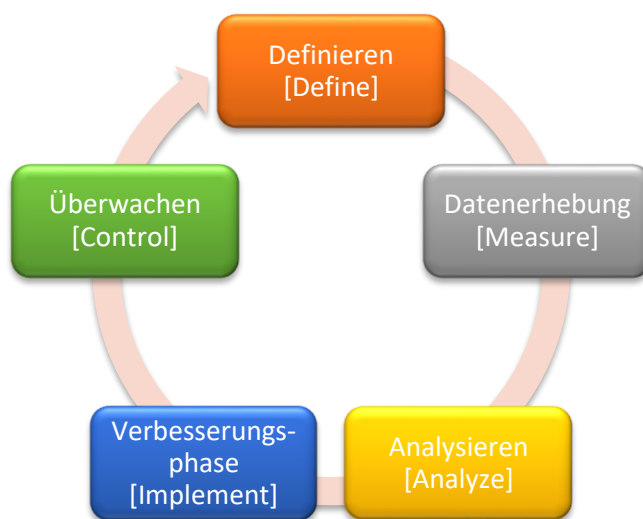 Definieren
[Define]
Datenerhebung
[Measure]
Analysieren
[Analyze]
Verbesserungs-
phase
[Implement]
Überwachen
[Control]